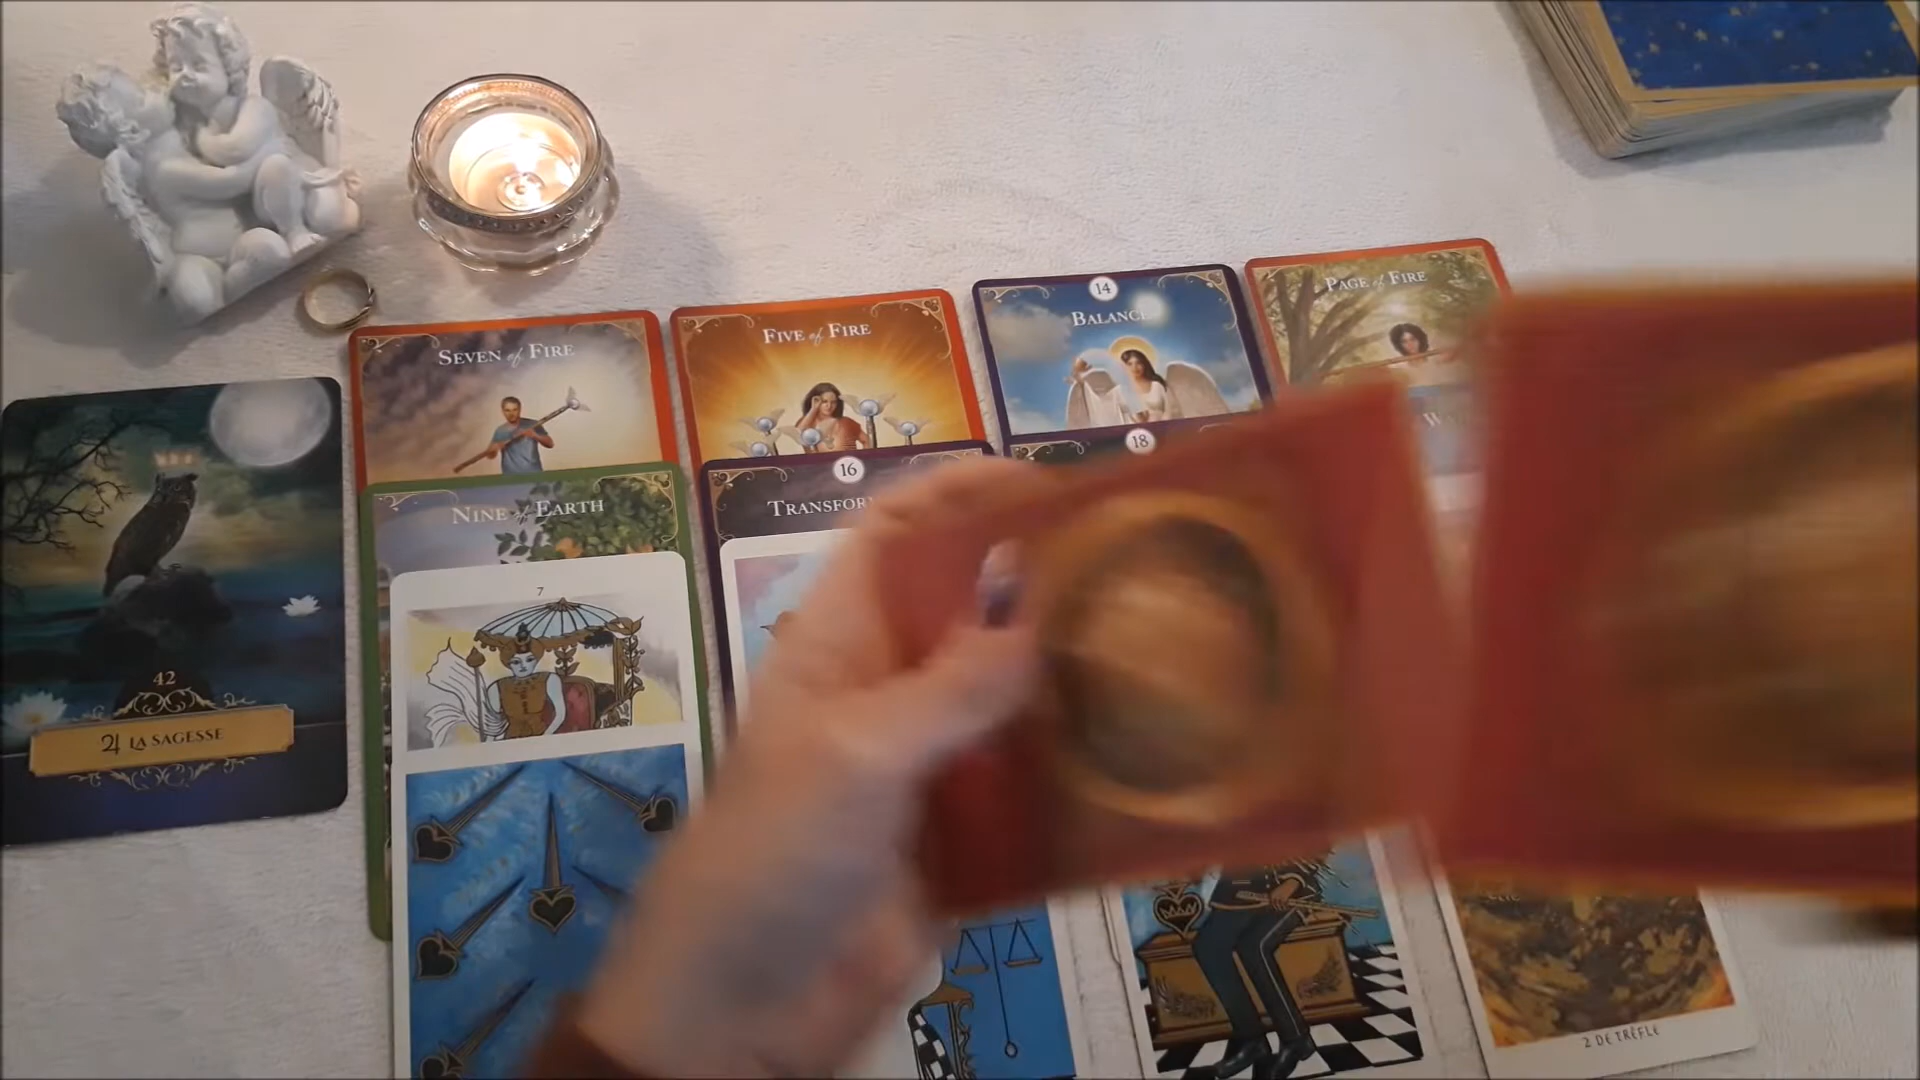 SEVEN of FIRE
FIVE of FIRE
14
BALANCE
PAGE of FIRE
NINE of EARTH
16
18
7
42
♃ LA SAGESSE
2 DE TRÈFLE